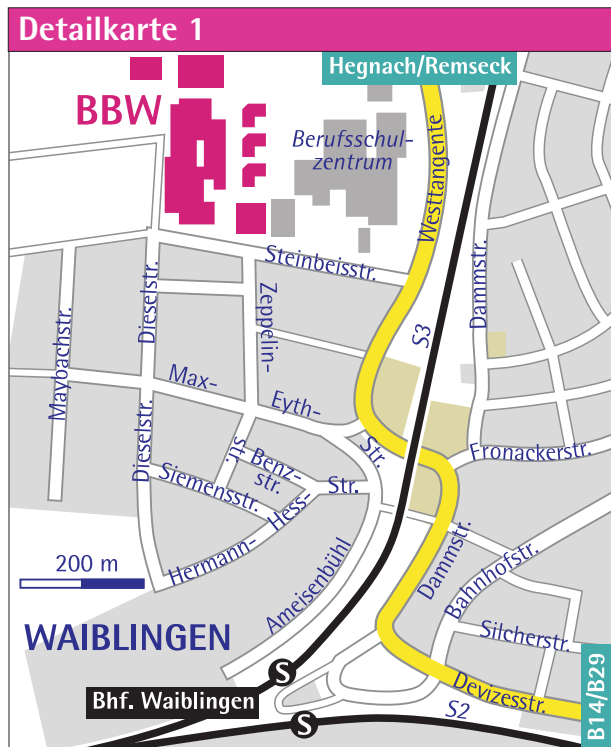 Detailkarte 1
Hegnach/Remseck
BBW
Berufsschul-
zentrum
Westtangente
Steinbeisstr.
Dieselstr.
Zeppelin-
str.
Maybachstr.
Dammstr.
S3
Max-
Eyth-
Str.
Dieselstr.
Benz-
str.
Siemensstr.
Fronackerstr.
Hermann-
Hess-
Str.
200 m
Ameisenbühl
Dammstr.
Bahnhofstr.
Silcherstr.
WAIBLINGEN
S
Bhf. Waiblingen
S
S2
Devizesstr.
B14/B29